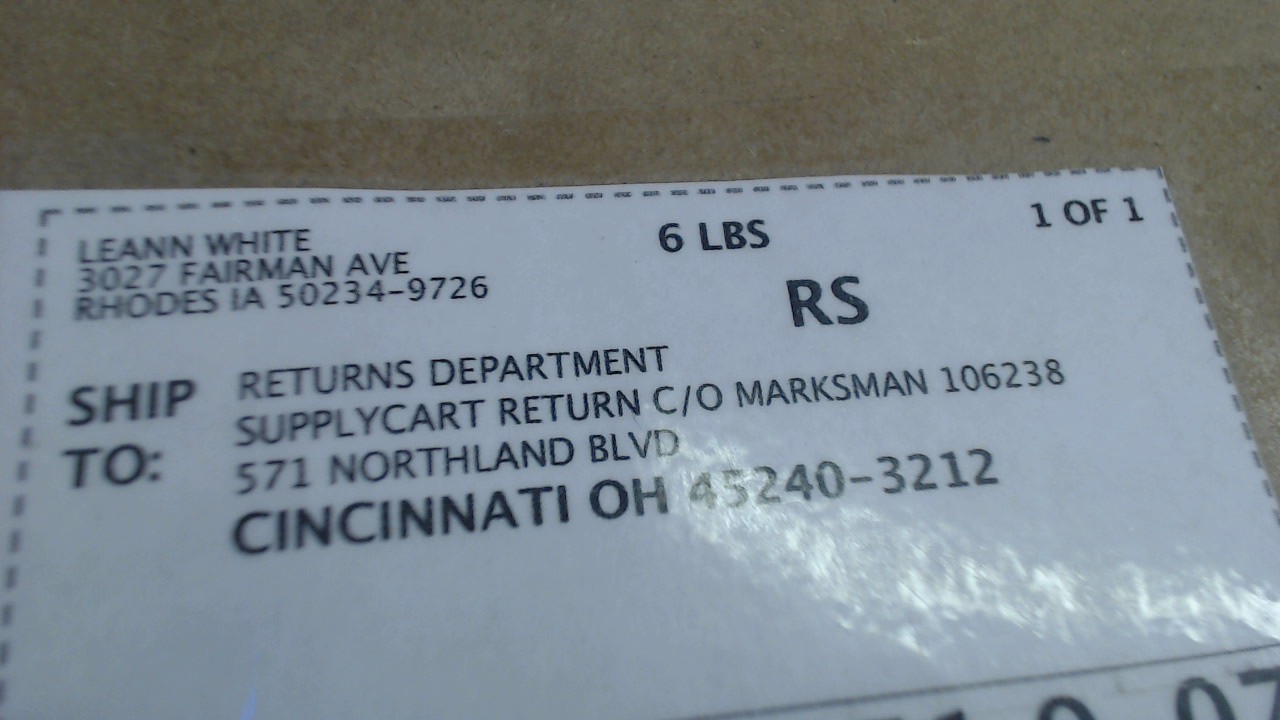 LEANN WHITE
3027 FAIRMAN AVE
RHODES IA 50234-9726
6 LBS
1 OF 1
RS
SHIP TO:
RETURNS DEPARTMENT
SUPPLYCART RETURN C/O MARKSMAN 106238
571 NORTHLAND BLVD
CINCINNATI OH 45240-3212